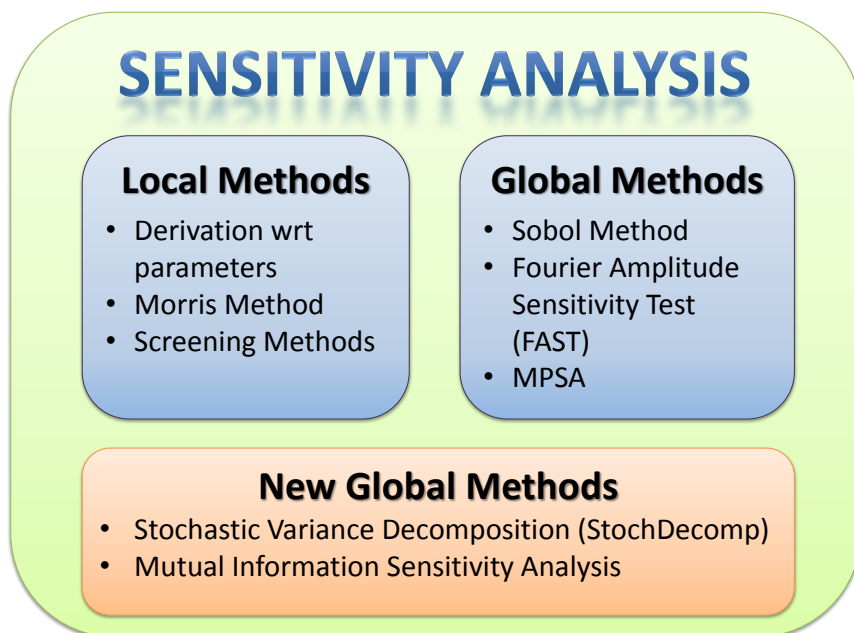 SENSITIVITY ANALYSIS
Local Methods
• Derivation wrt
parameters
• Morris Method
• Screening Methods
Global Methods
• Sobol Method
• Fourier Amplitude
Sensitivity Test
(FAST)
• MPSA
New Global Methods
• Stochastic Variance Decomposition (StochDecomp)
• Mutual Information Sensitivity Analysis